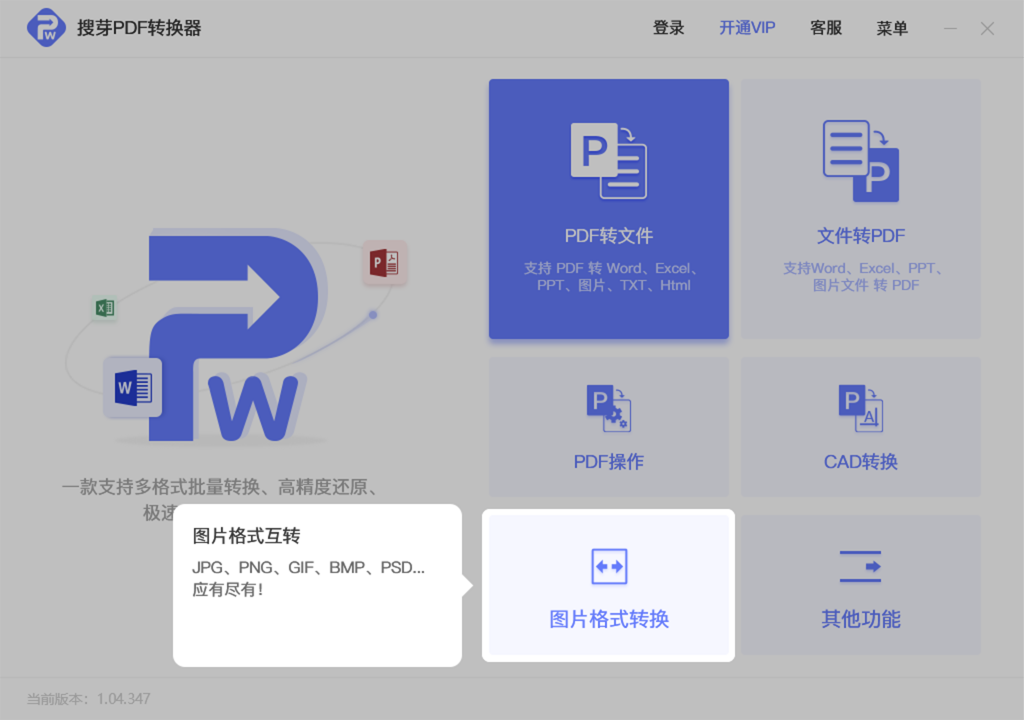 搜芽PDF转换器
登录
开通VIP
客服
菜单
PDF转文件
支持 PDF 转 Word、Excel、
PPT、图片、TXT、Html
文件转PDF
支持Word、Excel、PPT、
图片文件 转 PDF
PDF操作
CAD转换
一款支持多格式批量转换、高精度还原、
极速
图片格式互转
JPG、PNG、GIF、BMP、PSD...
应有尽有！
图片格式转换
其他功能
当前版本：1.04.347